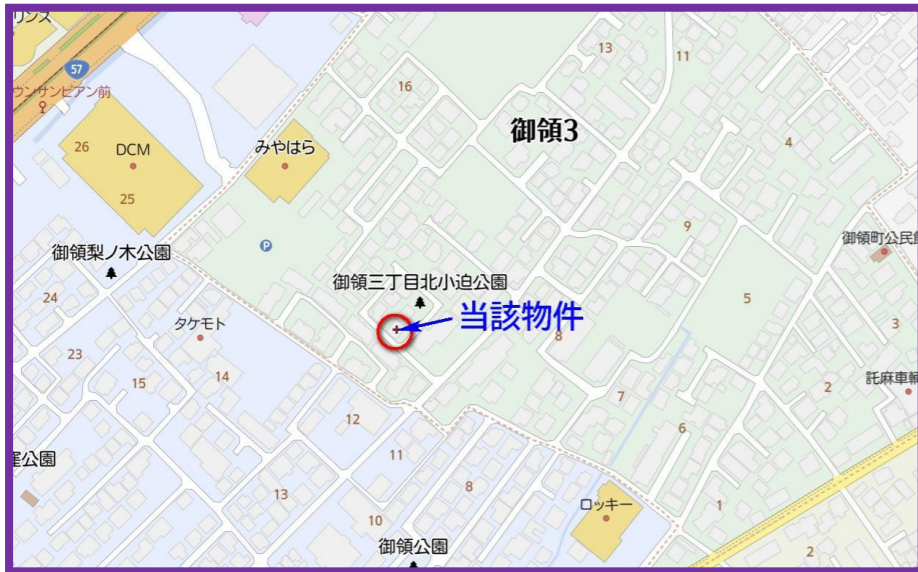 リンス
57
ウンサンピアン前
13
11
16
御領3
26
DCM
みやはら
4
25
9
御領町公民館
御領梨ノ木公園
P
御領三丁目北小迫公園
5
24
当該物件
タケモト
8
3
23
14
託麻車輌
15
7
2
12
6
窪公園
11
13
8
ロッキー
1
10
御領公園
2